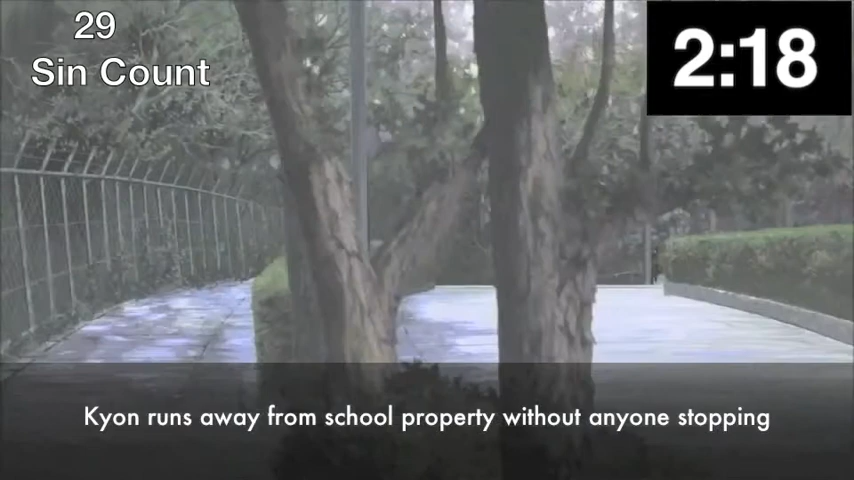 29
Sin Count
2:18
Kyon runs away from school property without anyone stopping